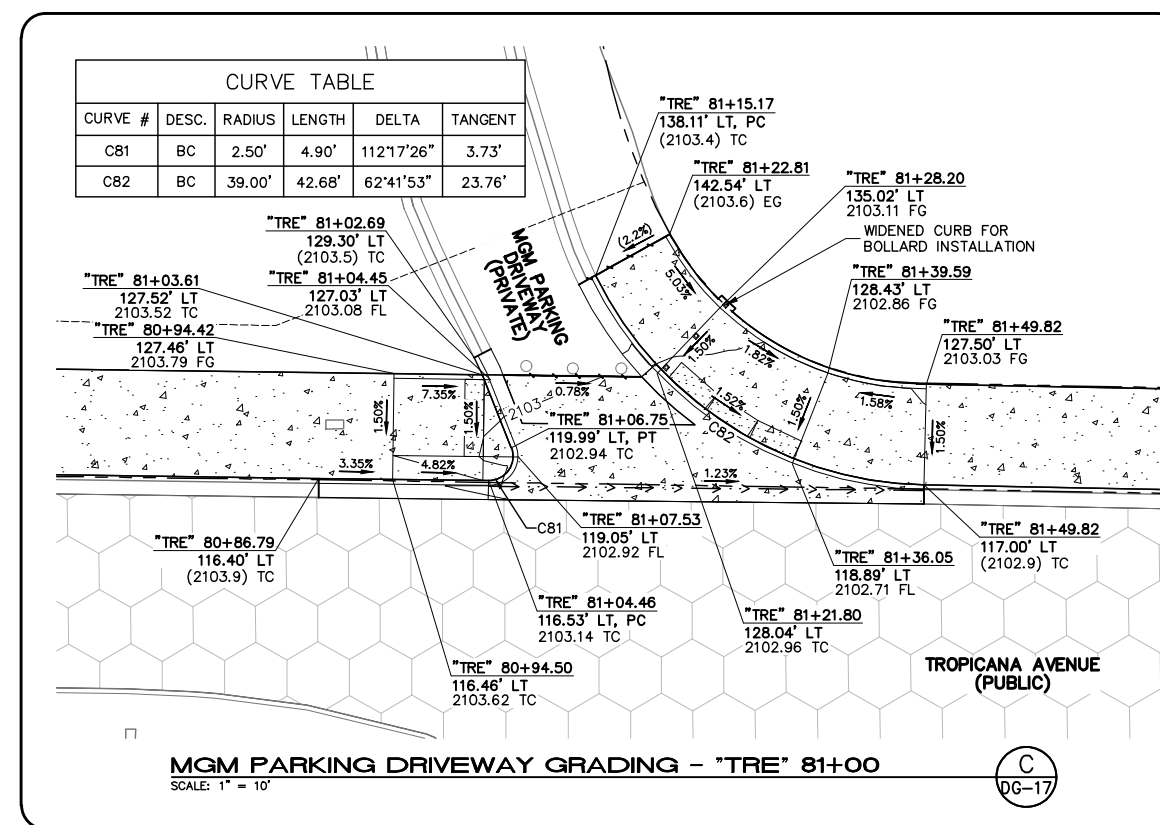 CURVE TABLE
CURVE # DESC. RADIUS LENGTH DELTA TANGENT
C81 BC 2.50' 4.90' 112°17'26" 3.73'
C82 BC 39.00' 42.68' 62°41'53" 23.76'
"TRE" 81+15.17
138.11' LT, PC
(2103.4) TC
"TRE" 81+22.81
142.54' LT
(2103.6) EG
"TRE" 81+28.20
135.02' LT
2103.11 FG
WIDENED CURB FOR
BOLLARD INSTALLATION
"TRE" 81+02.69
129.30' LT
(2103.5) TC
MGM PARKING
DRIVEWAY
(PRIVATE)
(2.2%)
5.03%
"TRE" 81+39.59
128.43' LT
2102.86 FG
"TRE" 81+03.61
127.52' LT
2103.52 TC
"TRE" 81+04.45
127.03' LT
2103.08 FL
"TRE" 80+94.42
127.46' LT
2103.79 FG
"TRE" 81+49.82
127.50' LT
2103.03 FG
1.50%
1.82%
7.35%
0.78%
1.58%
1.50%
1.50%
2103
1.52%
1.50%
1.50%
C82
"TRE" 81+06.75
119.99' LT, PT
2102.94 TC
3.35%
4.82%
1.23%
C81
"TRE" 81+07.53
119.05' LT
2102.92 FL
"TRE" 80+86.79
116.40' LT
(2103.9) TC
"TRE" 81+49.82
117.00' LT
(2102.9) TC
"TRE" 81+36.05
118.89' LT
2102.71 FL
"TRE" 81+04.46
116.53' LT, PC
2103.14 TC
"TRE" 81+21.80
128.04' LT
2102.96 TC
"TRE" 80+94.50
116.46' LT
2103.62 TC
TROPICANA AVENUE
(PUBLIC)
MGM PARKING DRIVEWAY GRADING - "TRE" 81+00
SCALE: 1" = 10'
C
DG-17